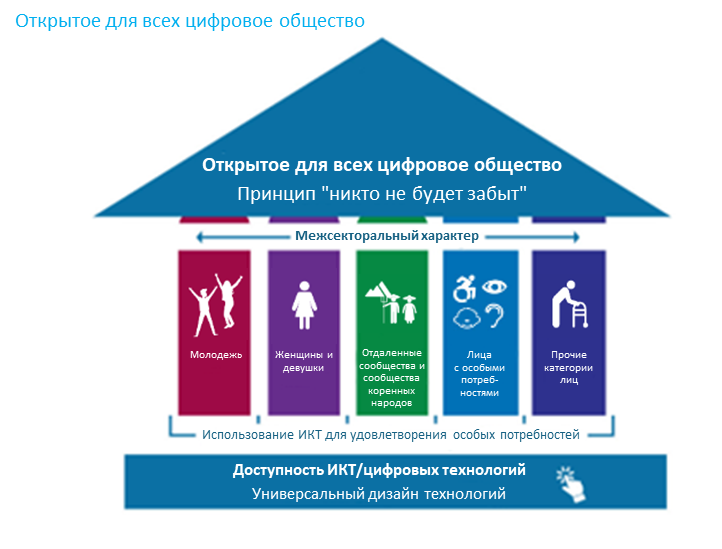 Открытое для всех цифровое общество
Открытое для всех цифровое общество
Принцип "никто не будет забыт"
Межсекторальный характер
Молодежь
Женщины и
девушки
Отдаленные
сообщества и
сообщества
коренных
народов
Лица
с особыми
потреб-
ностями
Прочие
категории
лиц
Использование ИКТ для удовлетворения особых потребностей
Доступность ИКТ/цифровых технологий
Универсальный дизайн технологий